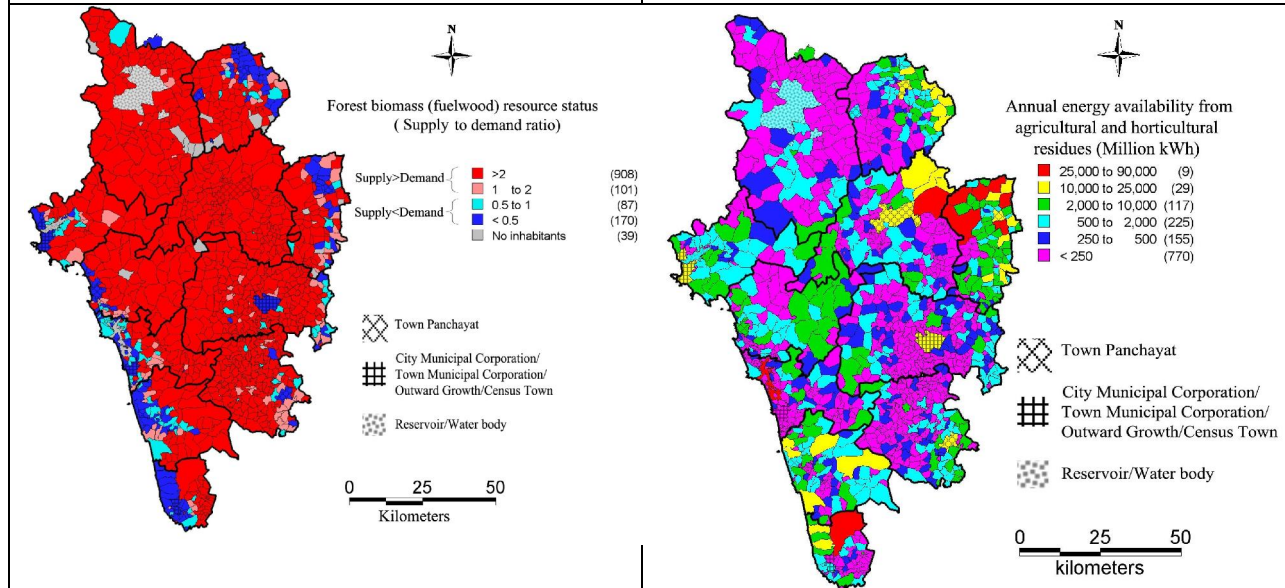 N
Forest biomass (fuelwood) resource status
( Supply to demand ratio)
Supply>Demand
>2 (908)
1 to 2 (101)
Supply<Demand
0.5 to 1 (87)
< 0.5 (170)
No inhabitants (39)
Town Panchayat
City Municipal Corporation/
Town Municipal Corporation/
Outward Growth/Census Town
Reservoir/Water body
0 25 50
Kilometers
N
Annual energy availability from
agricultural and horticultural
residues (Million kWh)
25,000 to 90,000 (9)
10,000 to 25,000 (29)
2,000 to 10,000 (117)
500 to 2,000 (225)
250 to 500 (155)
< 250 (770)
Town Panchayat
City Municipal Corporation/
Town Municipal Corporation/
Outward Growth/Census Town
Reservoir/Water body
0 25 50
kilometers